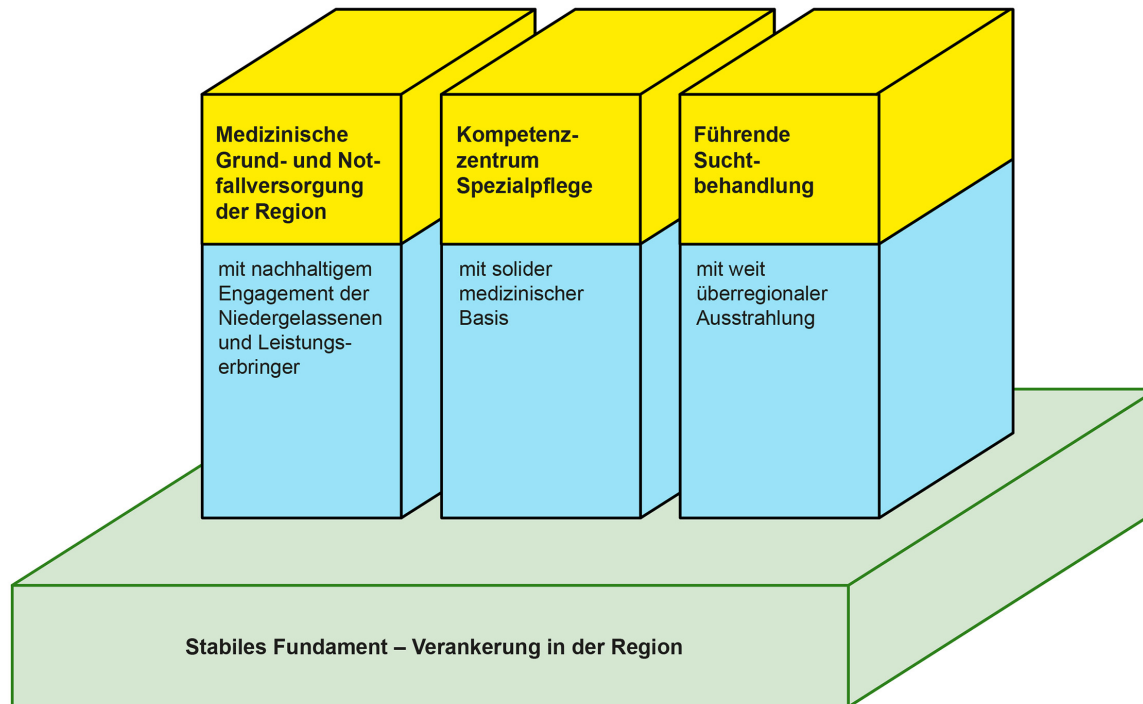 Medizinische
Grund- und Not-
fallversorgung
der Region
mit nachhaltigem
Engagement der
Niedergelassenen
und Leistungs-
erbringer
Kompetenz-
zentrum
Spezialpflege
mit solider
medizinischer
Basis
Führende
Sucht-
behandlung
mit weit
überregionaler
Ausstrahlung
Stabiles Fundament – Verankerung in der Region